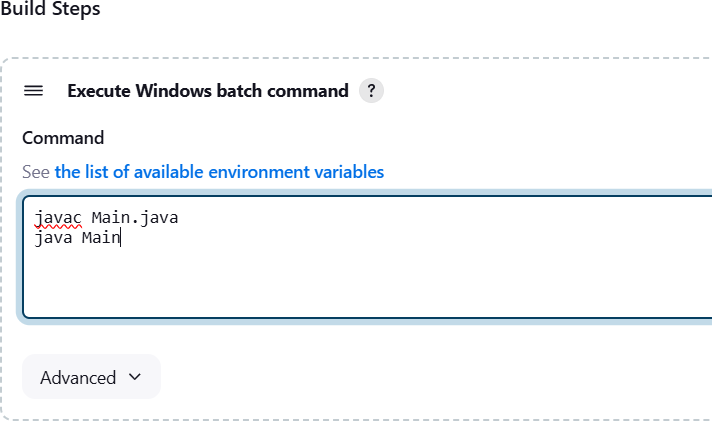 Build Steps
Execute Windows batch command ?
Command
See the list of available environment variables
javac Main.java
java Main
Advanced